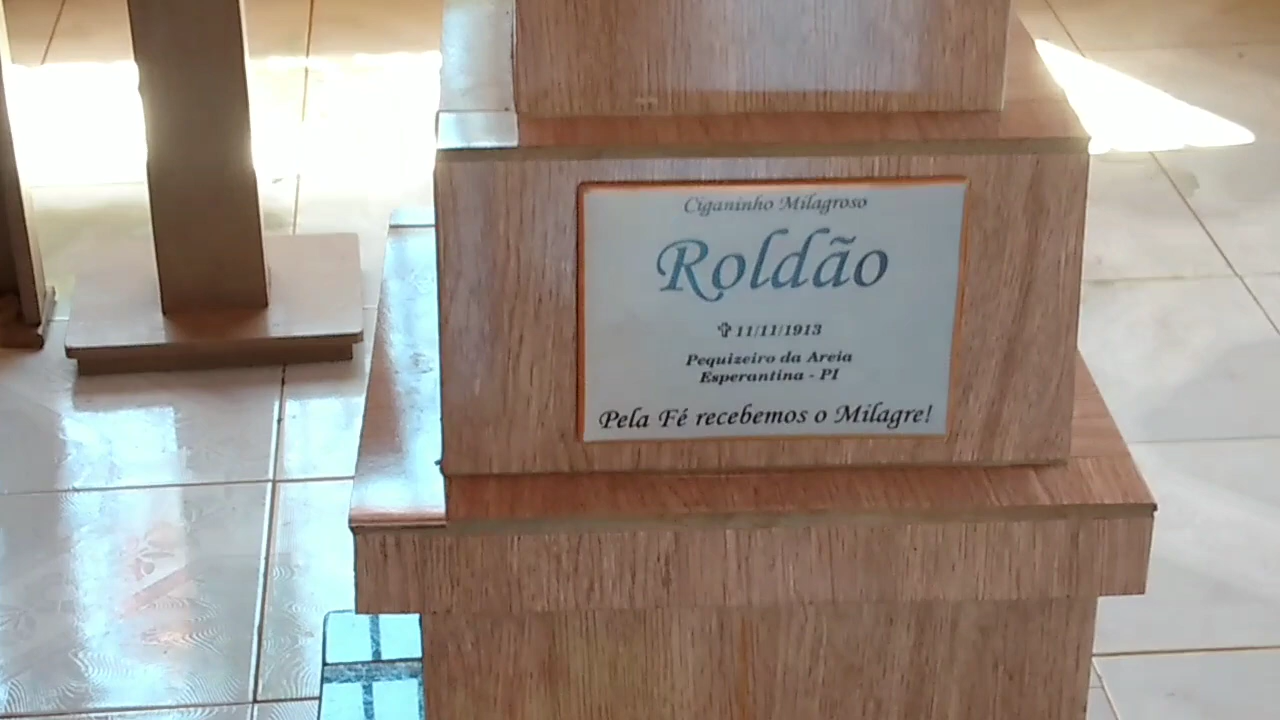 Ciganinho Milagroso
Roldão
✞ 11/11/1913
Pequizeiro da Areia
Esperantina - PI
Pela Fé recebemos o Milagre!